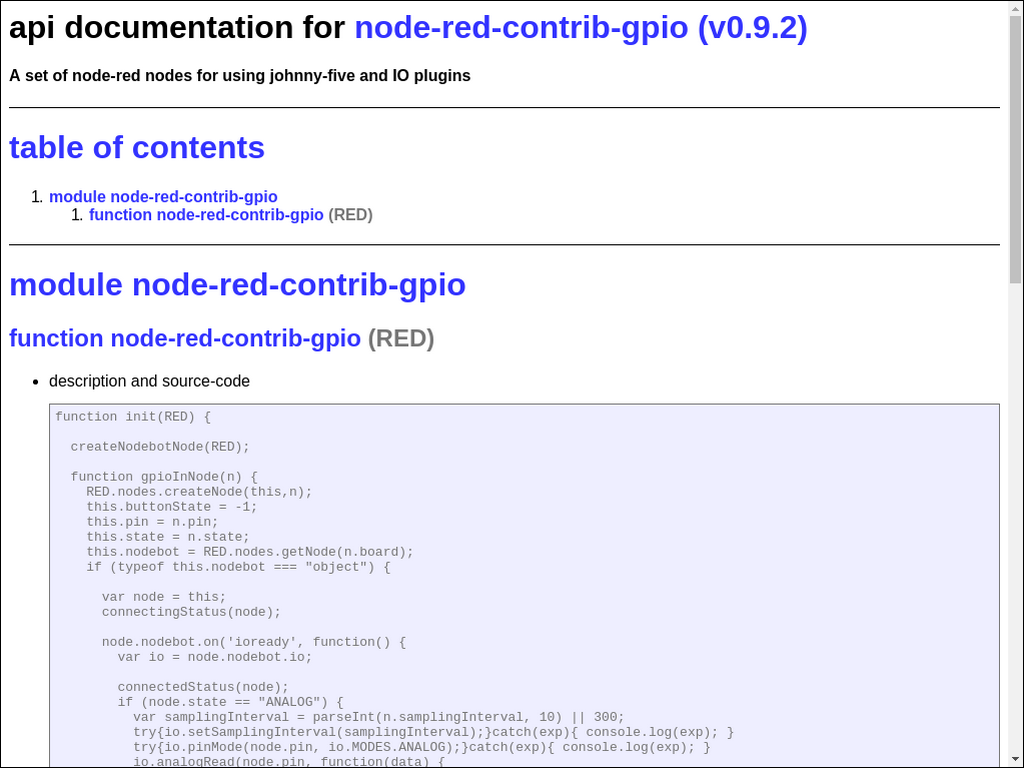 api documentation for node-red-contrib-gpio (v0.9.2)
A set of node-red nodes for using johnny-five and IO plugins
table of contents
1. module node-red-contrib-gpio
1. function node-red-contrib-gpio (RED)
module node-red-contrib-gpio
function node-red-contrib-gpio (RED)
• description and source-code
function init(RED) {
createNodebotNode(RED);
function gpioInNode(n) {
RED.nodes.createNode(this,n);
this.buttonState = -1;
this.pin = n.pin;
this.state = n.state;
this.nodebot = RED.nodes.getNode(n.board);
if (typeof this.nodebot === "object") {
var node = this;
connectingStatus(node);
node.nodebot.on('ioready', function() {
var io = node.nodebot.io;
connectedStatus(node);
if (node.state == "ANALOG") {
var samplingInterval = parseInt(n.samplingInterval, 10) || 300;
try{io.setSamplingInterval(samplingInterval);}catch(exp){ console.log(exp); }
try{io.pinMode(node.pin, io.MODES.ANALOG);}catch(exp){ console.log(exp); }
io.analogRead(node.pin, function(data) {